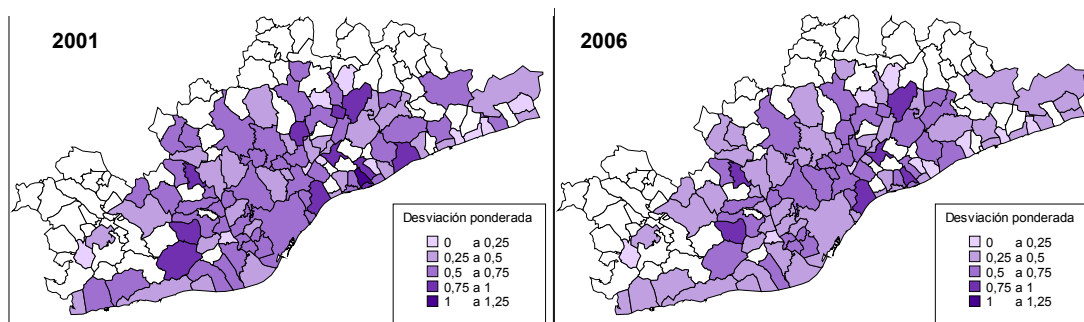 2001
Desviación ponderada
0 a 0,25
0,25 a 0,5
0,5 a 0,75
0,75 a 1
1 a 1,25
2006
Desviación ponderada
0 a 0,25
0,25 a 0,5
0,5 a 0,75
0,75 a 1
1 a 1,25